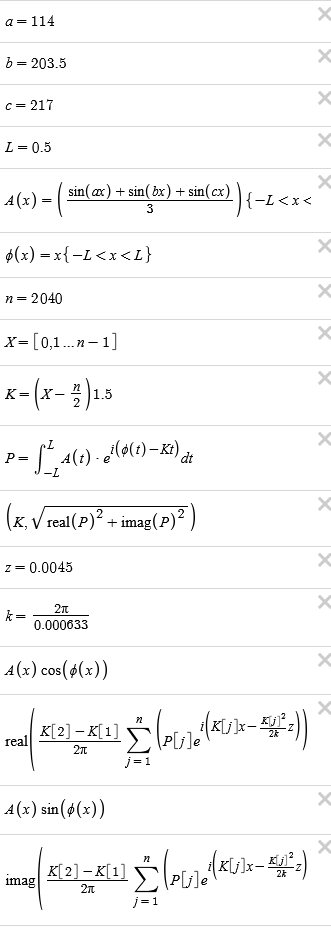 a = 114
b = 203.5
c = 217
L = 0.5
A(x) = ( (sin(ax) + sin(bx) + sin(cx)) / 3 ) {−L < x <
ϕ(x) = x{−L < x < L}
n = 2040
X = [0,1...n − 1]
K = (X − n/2)1.5
P = ∫_{−L}^{L} A(t) · e^{i(ϕ(t)−Kt)} dt
(K, √(real(P)² + imag(P)²))
z = 0.0045
k = 2π / 0.000633
A(x) cos(ϕ(x))
real( (K[2] − K[1]) / 2π ∑_{j=1}^{n} (P[j]e^{i(K[j]x − (K[j]²/2k)z)})
A(x) sin(ϕ(x))
imag( (K[2] − K[1]) / 2π ∑_{j=1}^{n} (P[j]e^{i(K[j]x − (K[j]²/2k)z)})